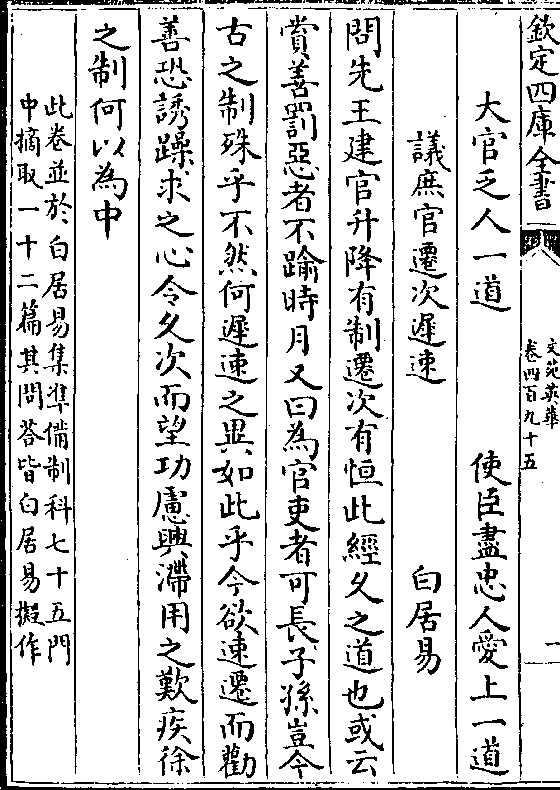 欽定四庫全書
文苑英華
卷四百九十五
一
大官乏人一道　使臣盡忠人愛上一道
議庶官遷次遲速　白居易
問先王建官升降有制遷次有恒此經久之道也或云
賞善罰惡者不踰時月又曰為官吏者可長子孫豈今
古之制殊乎不然何遲速之異如此乎今欲速遷而勸
善恐誘躁求之心令久次而望功慮興滯用之歎疾徐
之制何以為中
此卷並於白居易集準備制科七十五門
中摘取一十二篇其問答皆白居易擬作